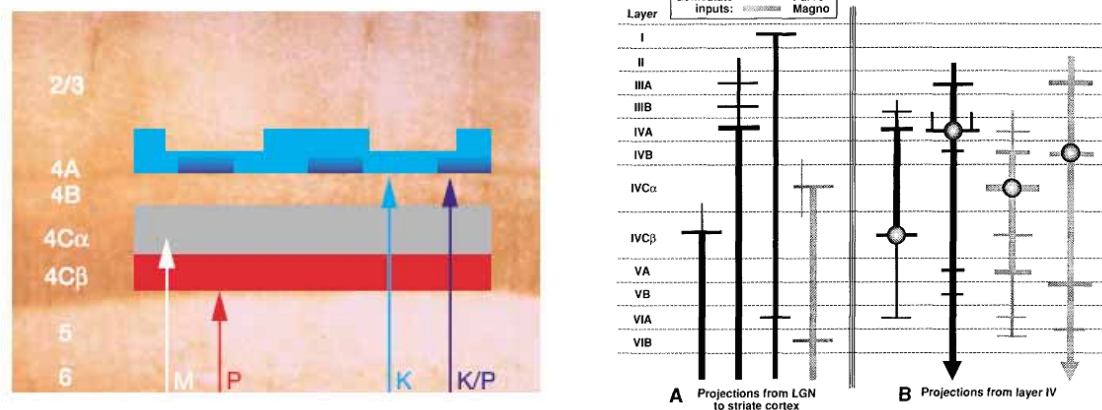 2/3
4A
4B
4Cα
4Cβ
5
6
M
P
K
K/P
inputs:
Magno
Layer
I
II
IIIA
IIIB
IVA
IVB
IVCα
IVCβ
VA
VB
VIA
VIB
A Projections from LGN
to striate cortex
B Projections from layer IV